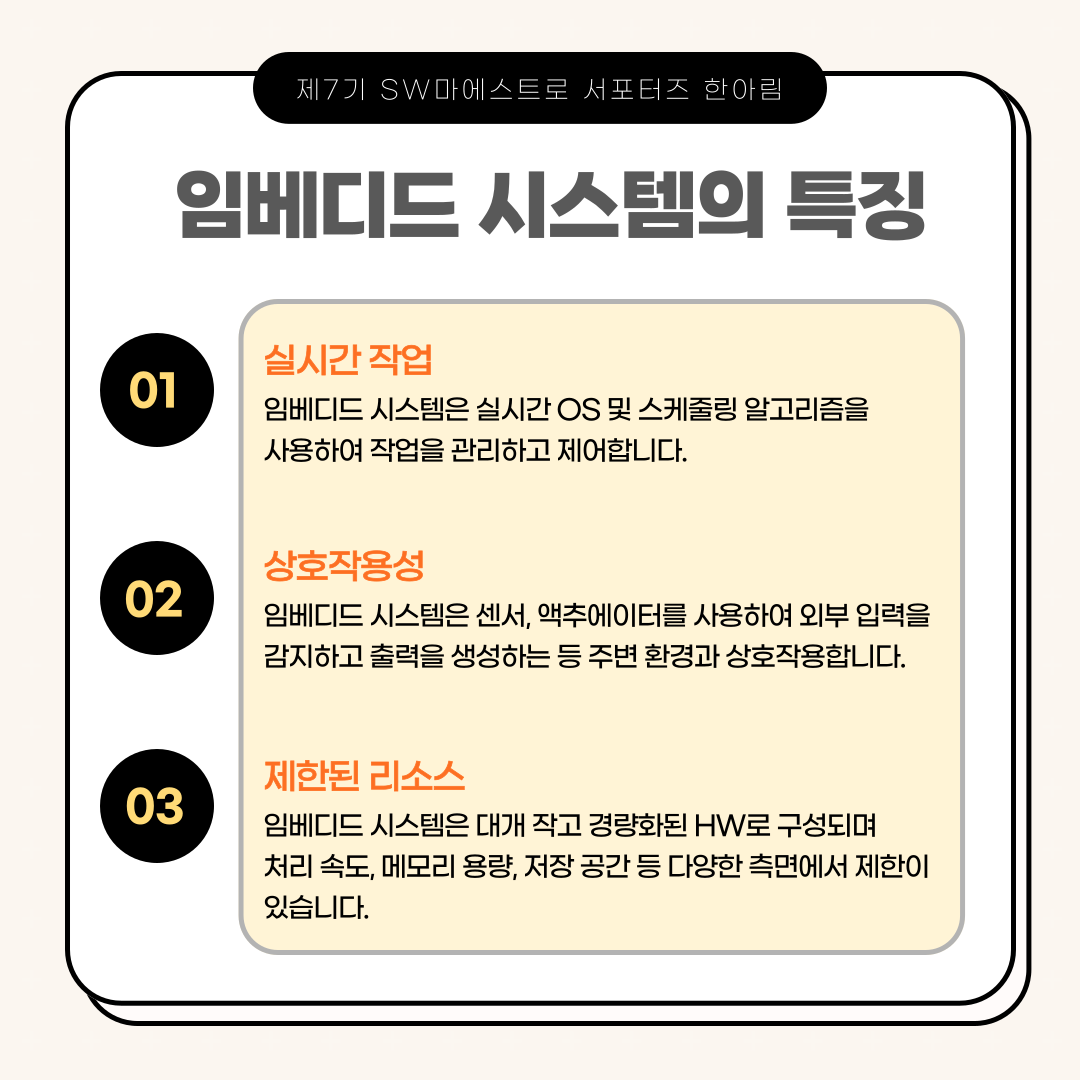 제7기 SW마에스트로 서포터즈 한아림
임베디드 시스템의 특징
01
실시간 작업
임베디드 시스템은 실시간 OS 및 스케줄링 알고리즘을
사용하여 작업을 관리하고 제어합니다.
02
상호작용성
임베디드 시스템은 센서, 액추에이터를 사용하여 외부 입력을
감지하고 출력을 생성하는 등 주변 환경과 상호작용합니다.
03
제한된 리소스
임베디드 시스템은 대개 작고 경량화된 HW로 구성되며
처리 속도, 메모리 용량, 저장 공간 등 다양한 측면에서 제한이
있습니다.